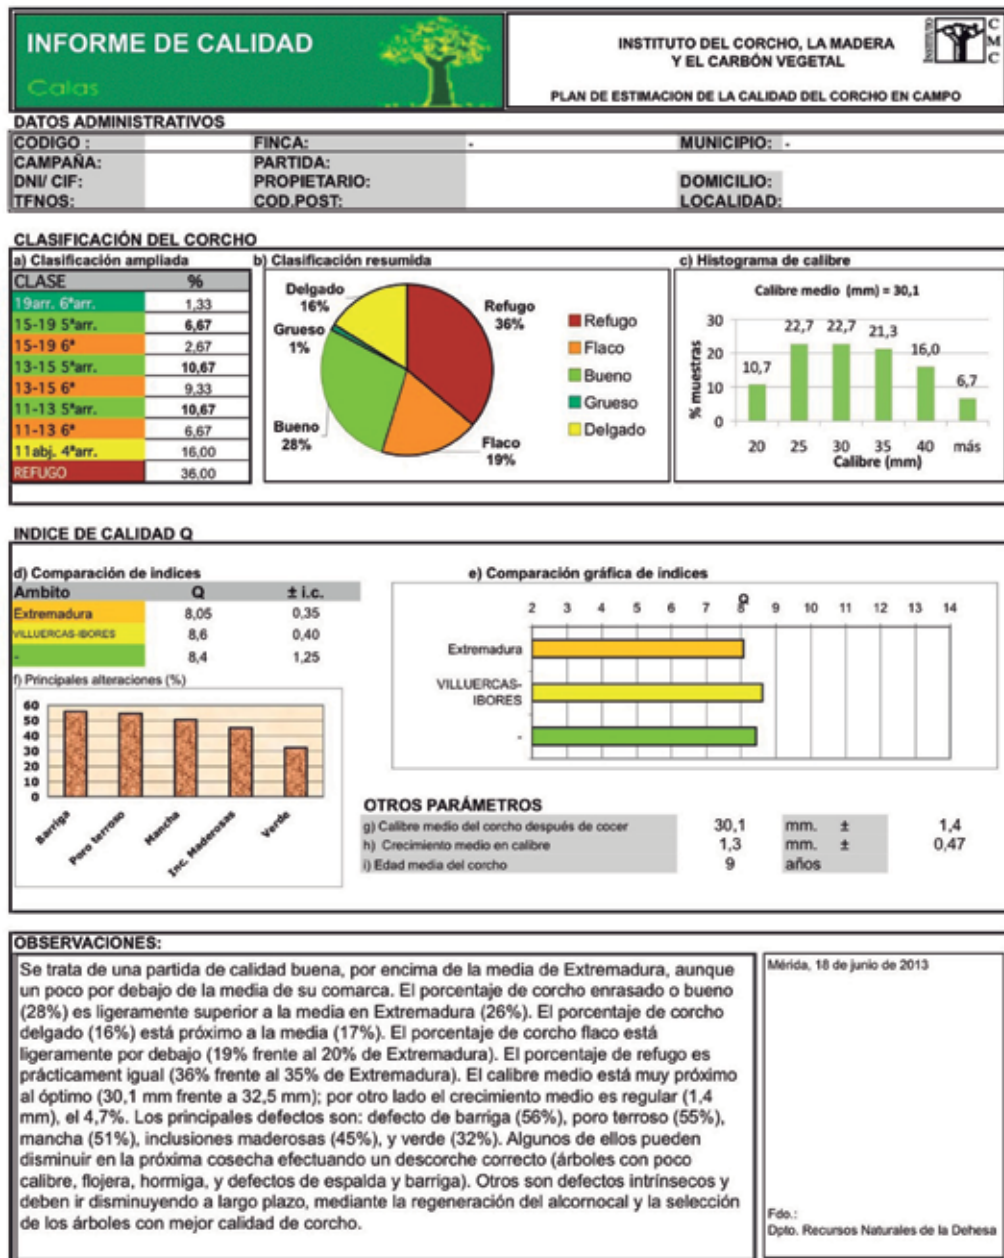 INFORME DE CALIDAD
Calas
INSTITUTO DEL CORCHO, LA MADERA
Y EL CARBÓN VEGETAL
PLAN DE ESTIMACION DE LA CALIDAD DEL CORCHO EN CAMPO
INSTITUTO
C
M
C
DATOS ADMINISTRATIVOS
CODIGO : FINCA: - MUNICIPIO: -
CAMPAÑA: PARTIDA:
DNI/ CIF: PROPIETARIO: DOMICILIO:
TFNOS: COD.POST: LOCALIDAD:
CLASIFICACIÓN DEL CORCHO
a) Clasificación ampliada
CLASE %
19arr. 6ªarr. 1,33
15-19 5ªarr. 6,67
15-19 6ª 2,67
13-15 5ªarr. 10,67
13-15 6ª 9,33
11-13 5ªarr. 10,67
11-13 6ª 6,67
11abj. 4ªarr. 16,00
REFUGO 36,00
b) Clasificación resumida
Delgado
16%
Grueso
1%
Bueno
28%
Refugo
36%
Flaco
19%
Refugo
Flaco
Bueno
Grueso
Delgado
c) Histograma de calibre
Calibre medio (mm) = 30,1
% muestras
30
20
10
0
10,7 22,7 22,7 21,3 16,0 6,7
20 25 30 35 40 más
Calibre (mm)
INDICE DE CALIDAD Q
d) Comparación de indices
Ambito Q ± i.c.
Extremadura 8,05 0,35
VILLUERCAS-IBORES 8,6 0,40
- 8,4 1,25
e) Comparación gráfica de índices
Q
2 3 4 5 6 7 8 9 10 11 12 13 14
Extremadura
VILLUERCAS-
IBORES
-
f) Principales alteraciones (%)
60
50
40
30
20
10
0
Barriga Poro terroso Mancha Inc. Maderosas Verde
OTROS PARÁMETROS
g) Calibre medio del corcho después de cocer 30,1 mm. ± 1,4
h) Crecimiento medio en calibre 1,3 mm. ± 0,47
i) Edad media del corcho 9 años
OBSERVACIONES:
Se trata de una partida de calidad buena, por encima de la media de Extremadura, aunque
un poco por debajo de la media de su comarca. El porcentaje de corcho enrasado o bueno
(28%) es ligeramente superior a la media en Extremadura (26%). El porcentaje de corcho
delgado (16%) está próximo a la media (17%). El porcentaje de corcho flaco está
ligeramente por debajo (19% frente al 20% de Extremadura). El porcentaje de refugo es
prácticament igual (36% frente al 35% de Extremadura). El calibre medio está muy próximo
al óptimo (30,1 mm frente a 32,5 mm); por otro lado el crecimiento medio es regular (1,4
mm), el 4,7%. Los principales defectos son: defecto de barriga (56%), poro terroso (55%),
mancha (51%), inclusiones maderosas (45%), y verde (32%). Algunos de ellos pueden
disminuir en la próxima cosecha efectuando un descorche correcto (árboles con poco
calibre, flojera, hormiga, y defectos de espalda y barriga). Otros son defectos intrínsecos y
deben ir disminuyendo a largo plazo, mediante la regeneración del alcornocal y la selección
de los árboles con mejor calidad de corcho.
Mérida, 18 de junio de 2013
Fdo.:
Dpto. Recursos Naturales de la Dehesa